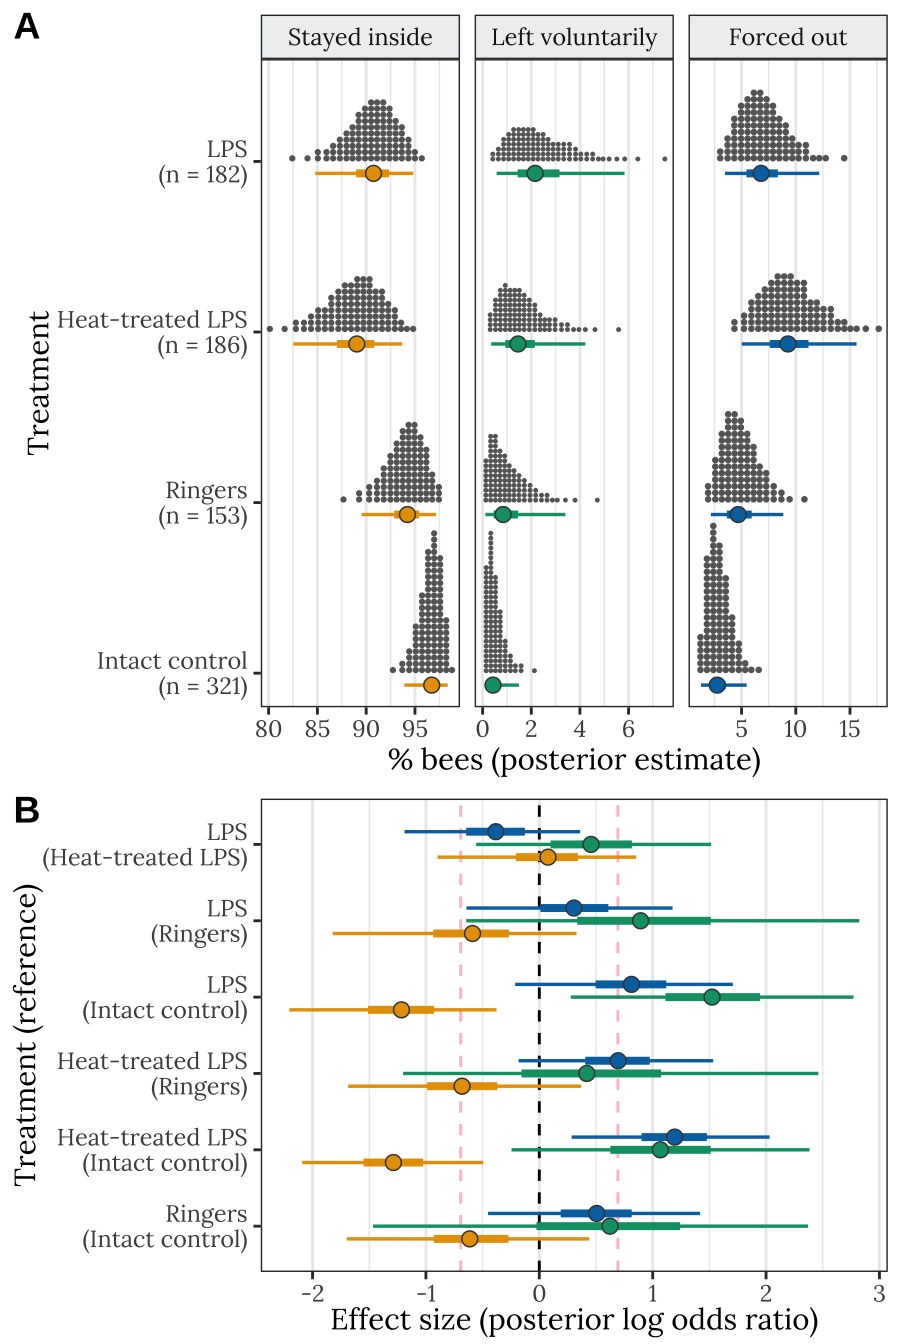 A
Stayed inside
Left voluntarily
Forced out
Treatment
LPS
(n = 182)
Heat-treated LPS
(n = 186)
Ringers
(n = 153)
Intact control
(n = 321)
80 85 90 95
0 2 4 6
5 10 15
% bees (posterior estimate)
B
Treatment (reference)
LPS
(Heat-treated LPS)
LPS
(Ringers)
LPS
(Intact control)
Heat-treated LPS
(Ringers)
Heat-treated LPS
(Intact control)
Ringers
(Intact control)
-2 -1 0 1 2 3
Effect size (posterior log odds ratio)